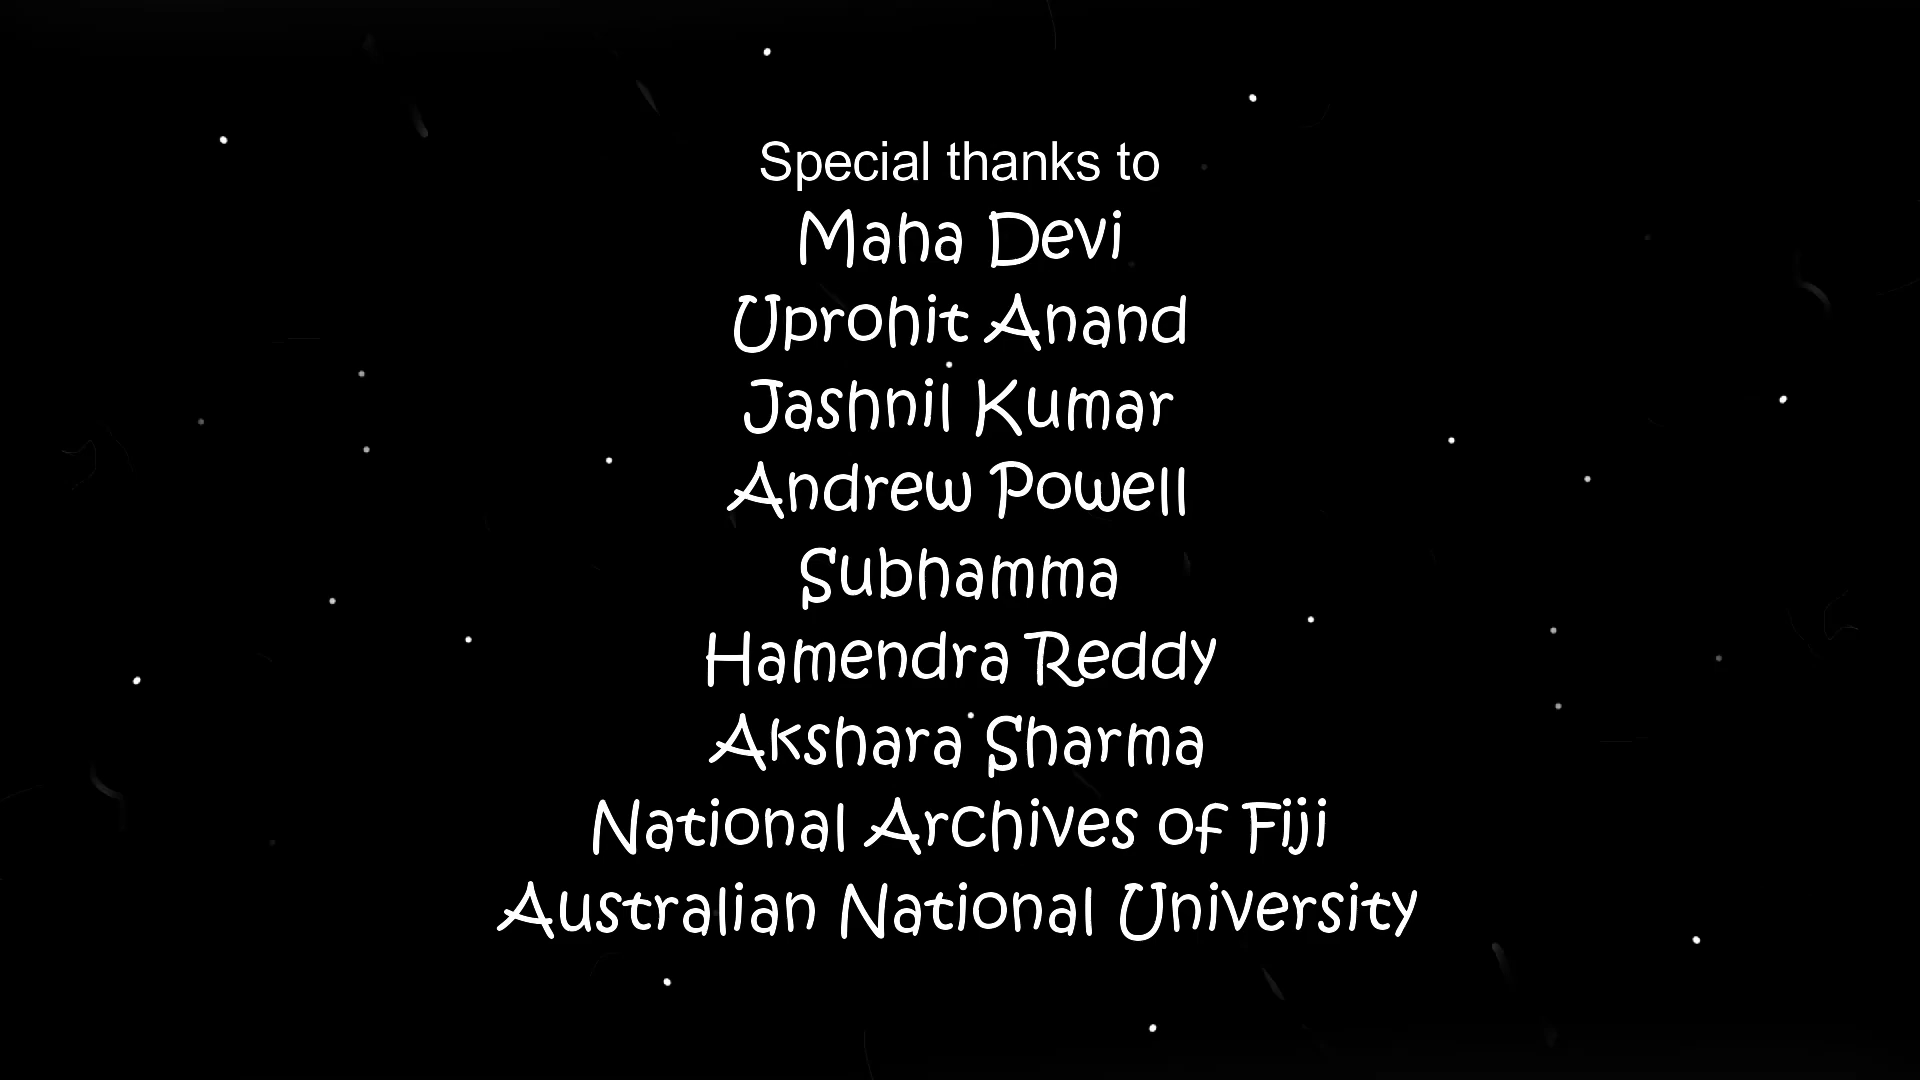 Special thanks to
Maha Devi
Uprohit Anand
Jashnil Kumar
Andrew Powell
Subhamma
Hamendra Reddy
Akshara Sharma
National Archives of Fiji
Australian National University